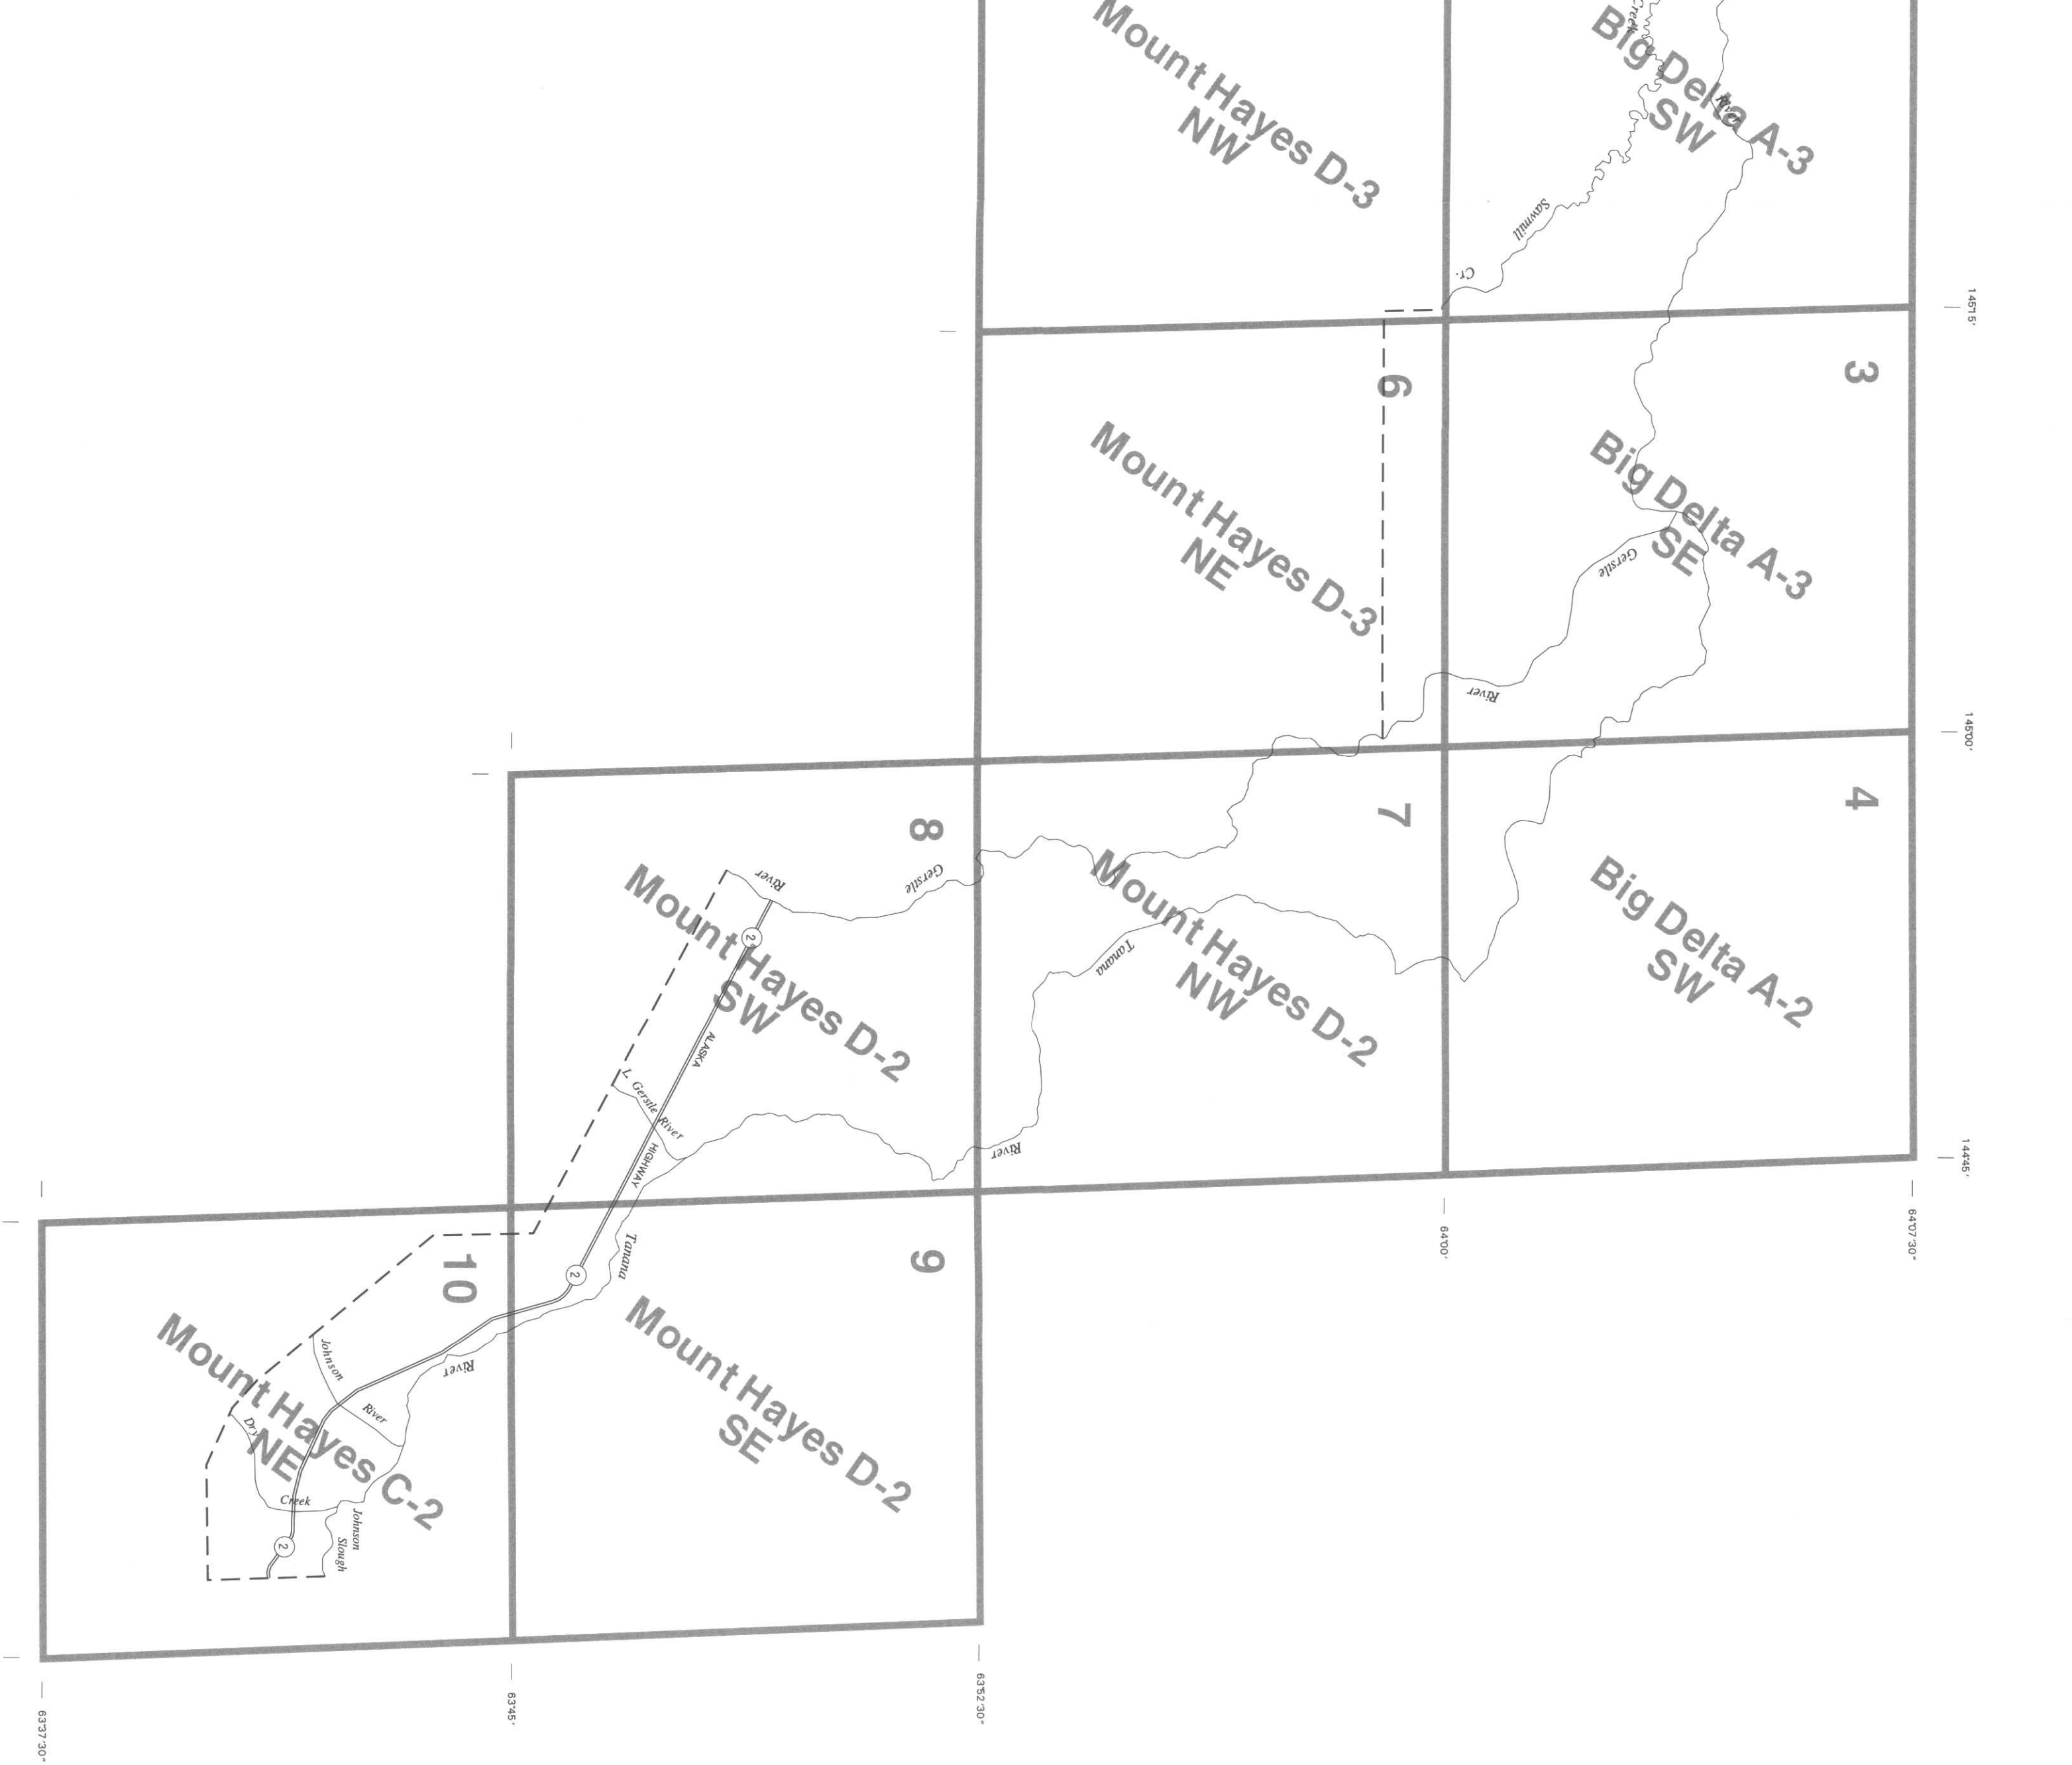 145°15'
145°00'
144°45'
3
Big Delta A-3
SW
River
Creek
Sawmill
Cr.
Big Delta A-3
SE
Gerstle
River
4
Big Delta A-2
SW
64°07'30"
Mount Hayes D-3
NW
6
Mount Hayes D-3
NE
7
Mount Hayes D-2
NW
Tanana
River
64°00'
8
Mount Hayes D-2
SW
Gerstle
River
2
ALASKA
HIGHWAY
L. Gerstle River
9
Mount Hayes D-2
SE
Tanana
2
63°52'30"
10
Mount Hayes C-2
NE
River
Johnson
River
Dry
Creek
Johnson
Slough
2
63°45'
63°37'30"